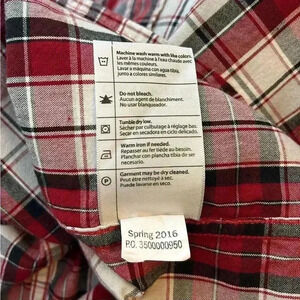 Machine wash warm with like colors.
Laver à la machine à l'eau chaude avec
les mêmes couleurs.
Lavar a máquina con agua tibia,
junto a colores similares.
Do not bleach.
Aucun agent de blanchiment.
No usar blanqueador.
Tumble dry low.
Sécher par culbutage à réglage bas.
Secar en secadora en ciclo delicado.
Warm iron if needed.
Repasser au fer tiède au besoin.
Planchar con plancha tibia de ser
necesario.
Garment may be dry cleaned.
Peut être nettoyé à sec.
Puede lavarse en seco.
Spring 2016
P.O. 3500000950